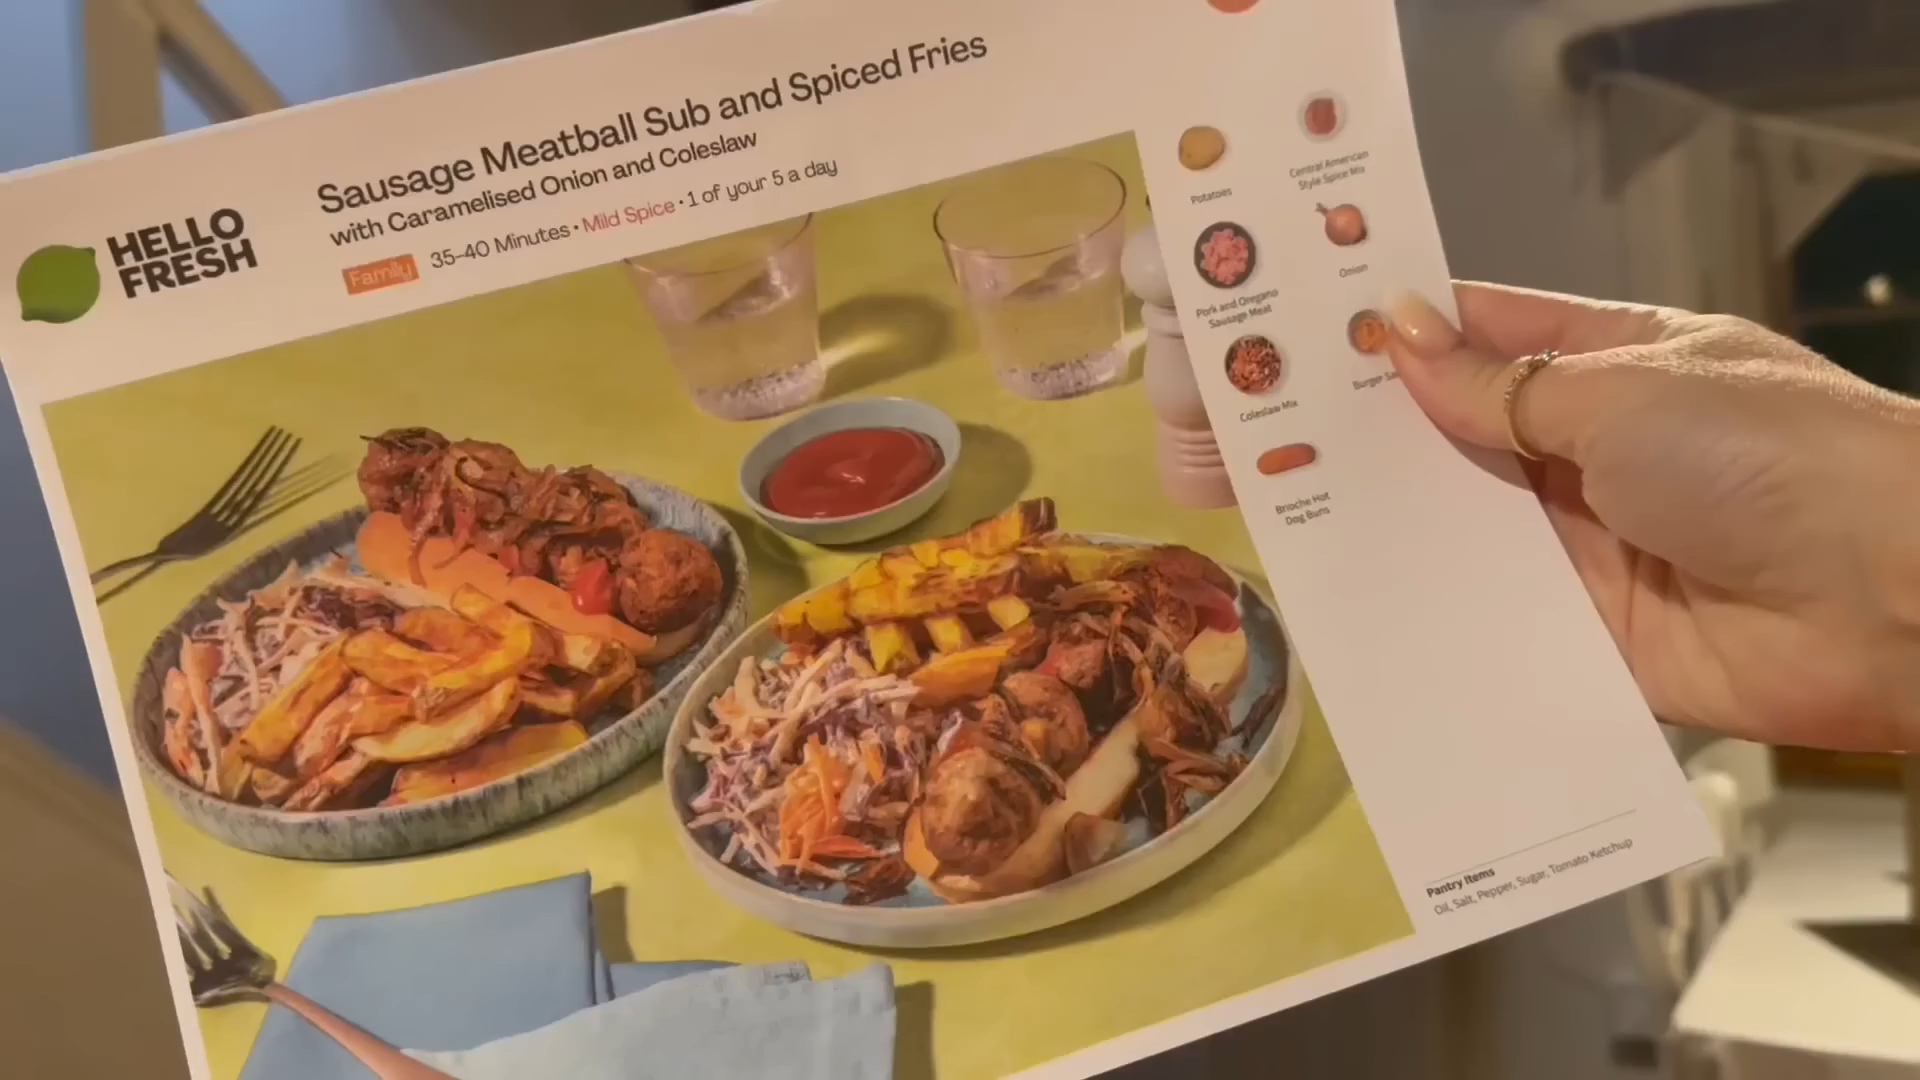 HELLO
FRESH
Sausage Meatball Sub and Spiced Fries
with Caramelised Onion and Coleslaw
Family 35-40 Minutes • Mild Spice • 1 of your 5 a day
Potatoes
Central American
Style Spice Mix
Pork and Oregano
Sausage Meat
Onion
Coleslaw Mix
Burger
Brioche Hot
Dog Buns
Pantry Items
Oil, Salt, Pepper, Sugar, Tomato Ketchup